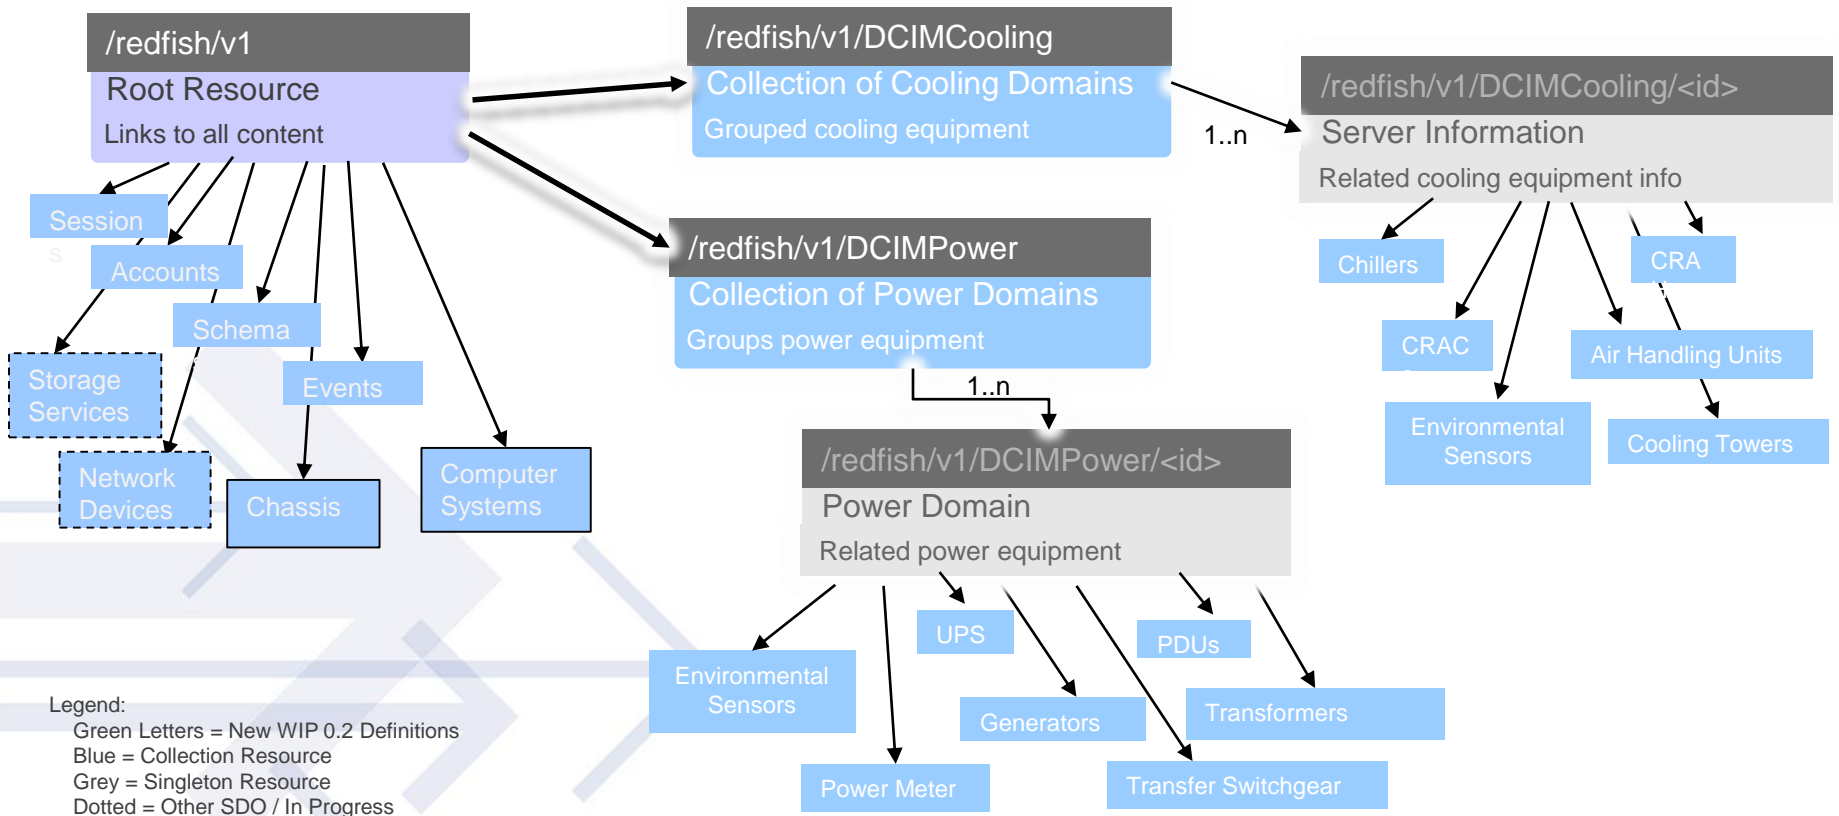 /redfish/v1
Root Resource
Links to all content
/redfish/v1/DCIMCooling
Collection of Cooling Domains
Grouped cooling equipment
1..n
/redfish/v1/DCIMCooling/<id>
Server Information
Related cooling equipment info
Session
s
Accounts
Schema
Storage
Services
Events
Network
Devices
Chassis
Computer
Systems
/redfish/v1/DCIMPower
Collection of Power Domains
Groups power equipment
1..n
/redfish/v1/DCIMPower/<id>
Power Domain
Related power equipment
Chillers
CRA
CRAC
Air Handling Units
Environmental
Sensors
Cooling Towers
UPS
PDUs
Environmental
Sensors
Generators
Transformers
Power Meter
Transfer Switchgear
Legend:
Green Letters = New WIP 0.2 Definitions
Blue = Collection Resource
Grey = Singleton Resource
Dotted = Other SDO / In Progress